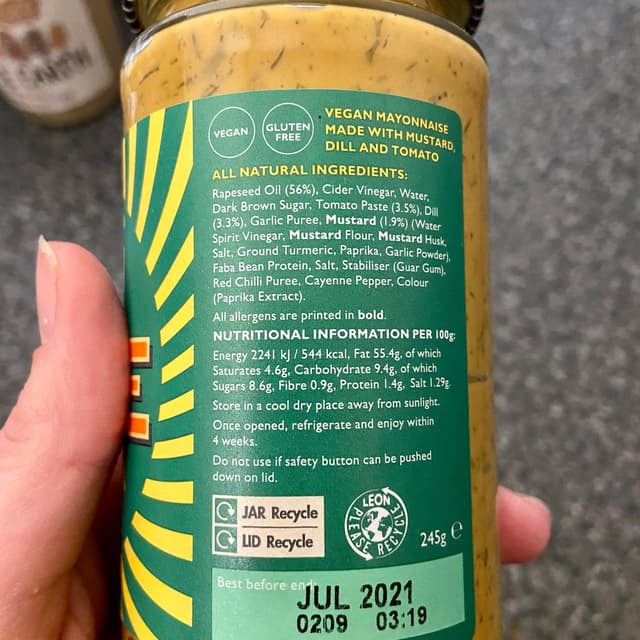 VEGAN
GLUTEN
FREE
VEGAN MAYONNAISE
MADE WITH MUSTARD,
DILL AND TOMATO
ALL NATURAL INGREDIENTS:
Rapeseed Oil (56%), Cider Vinegar, Water,
Dark Brown Sugar, Tomato Paste (3.5%), Dill
(3.3%), Garlic Puree, Mustard (1.9%) (Water
Spirit Vinegar, Mustard Flour, Mustard Husk,
Salt, Ground Turmeric, Paprika, Garlic Powder),
Faba Bean Protein, Salt, Stabiliser (Guar Gum),
Red Chilli Puree, Cayenne Pepper, Colour
(Paprika Extract).
All allergens are printed in bold.
NUTRITIONAL INFORMATION PER 100g:
Energy 2241 kJ / 544 kcal, Fat 55.4g, of which
Saturates 4.6g, Carbohydrate 9.4g, of which
Sugars 8.6g, Fibre 0.9g, Protein 1.4g, Salt 1.29g.
Store in a cool dry place away from sunlight.
Once opened, refrigerate and enjoy within
4 weeks.
Do not use if safety button can be pushed
down on lid.
JAR Recycle
LID Recycle
LEON
PLEASE RECYCLE
245g e
Best before end:
JUL 2021
0209 03:19